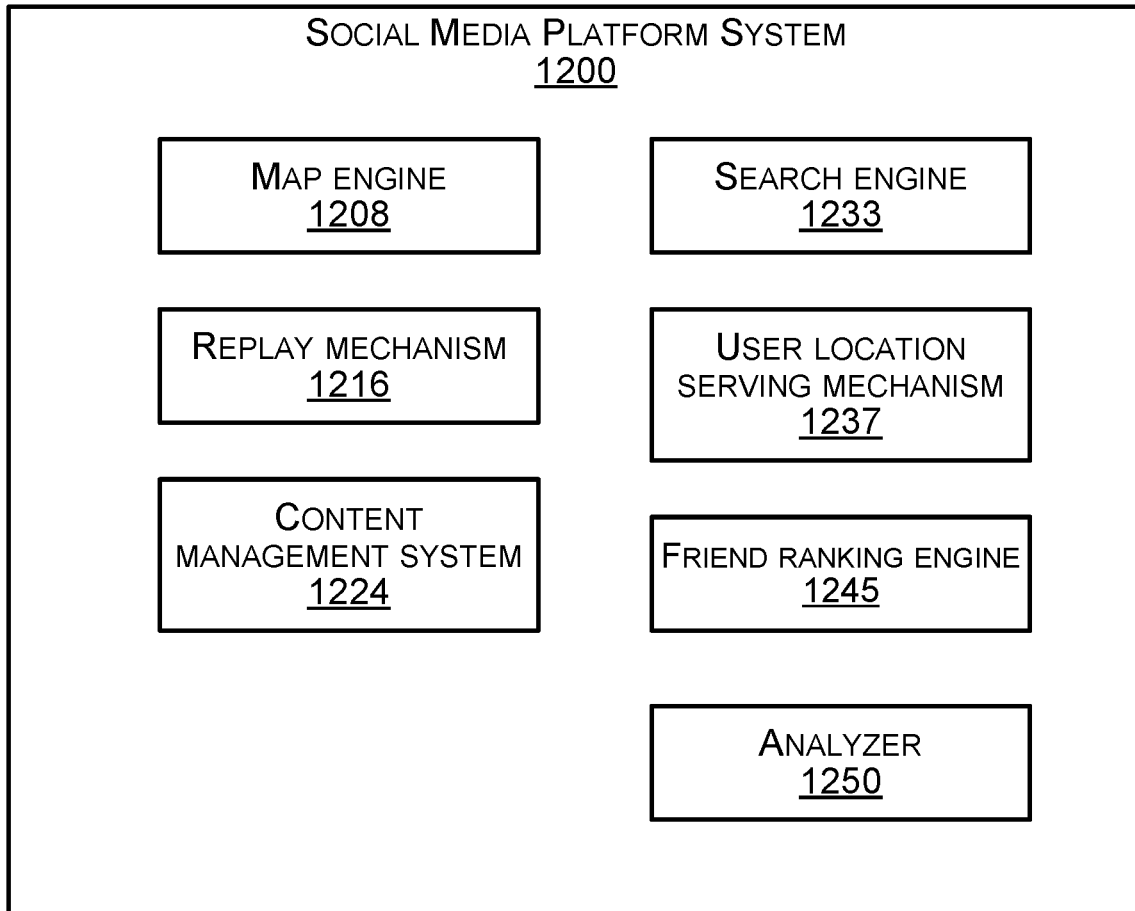 SOCIAL MEDIA PLATFORM SYSTEM
1200
MAP ENGINE
1208
REPLAY MECHANISM
1216
CONTENT
MANAGEMENT SYSTEM
1224
SEARCH ENGINE
1233
USER LOCATION
SERVING MECHANISM
1237
FRIEND RANKING ENGINE
1245
ANALYZER
1250